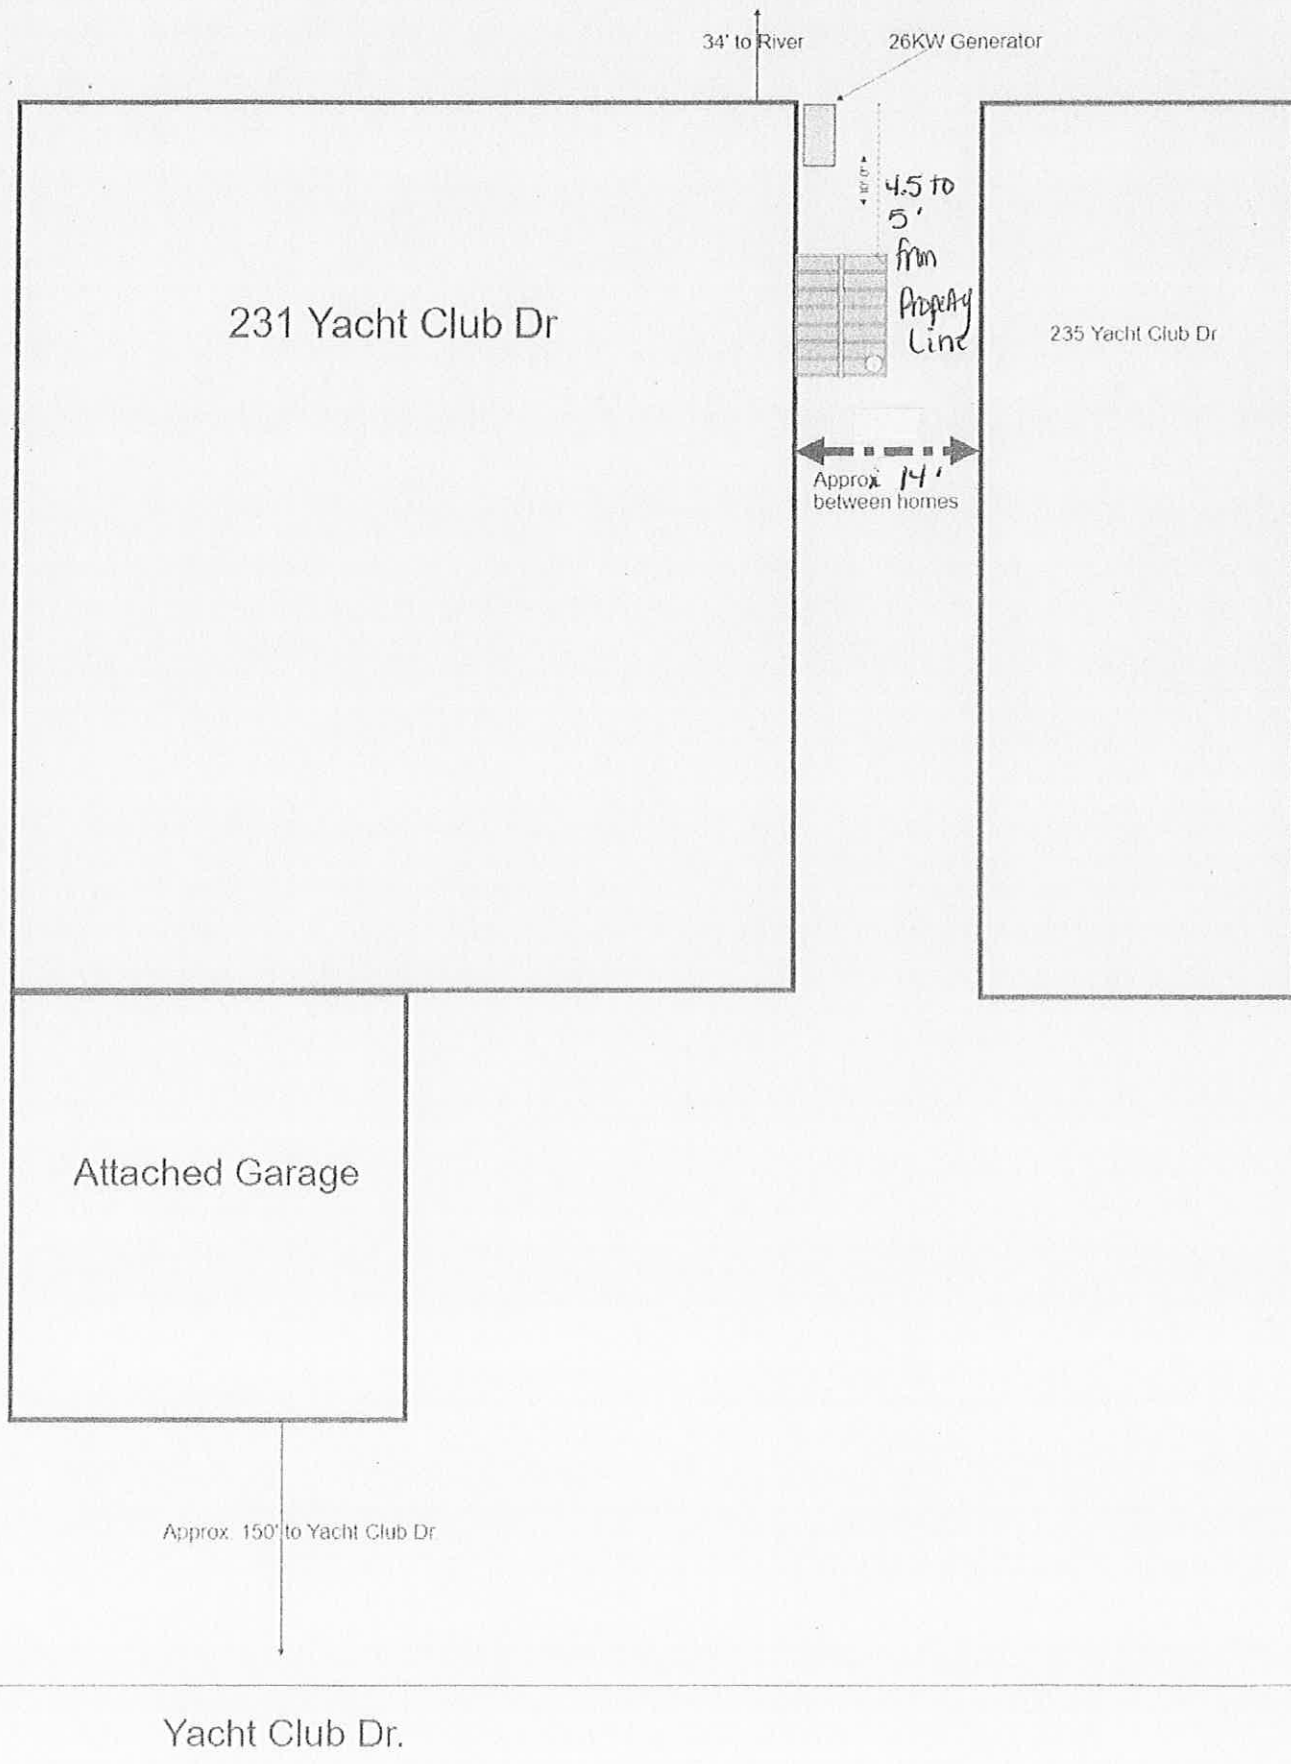 34' to River
26KW Generator
4.5 to
5'
from
Property
Line
231 Yacht Club Dr
235 Yacht Club Dr
Approx 14'
between homes
Attached Garage
Approx. 150' to Yacht Club Dr
Yacht Club Dr.